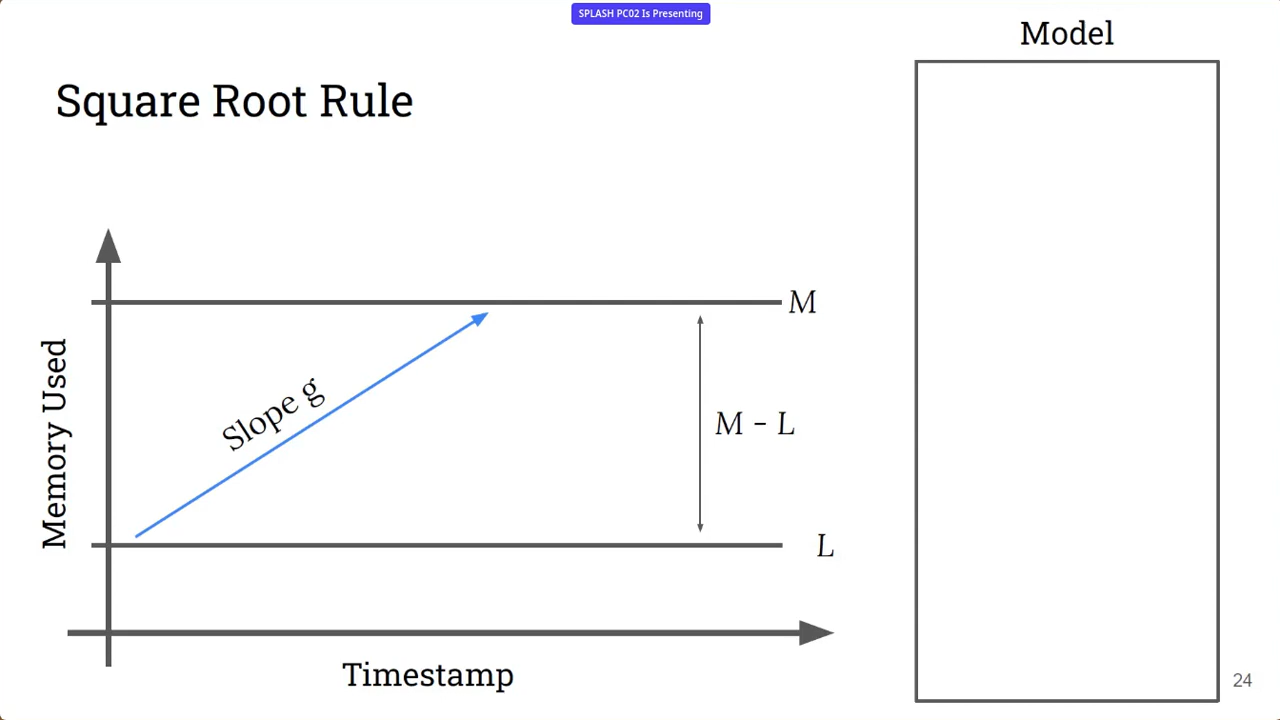 SPLASH PC02 Is Presenting
Model
Square Root Rule
M
Memory Used
Slope g
M - L
L
Timestamp
24